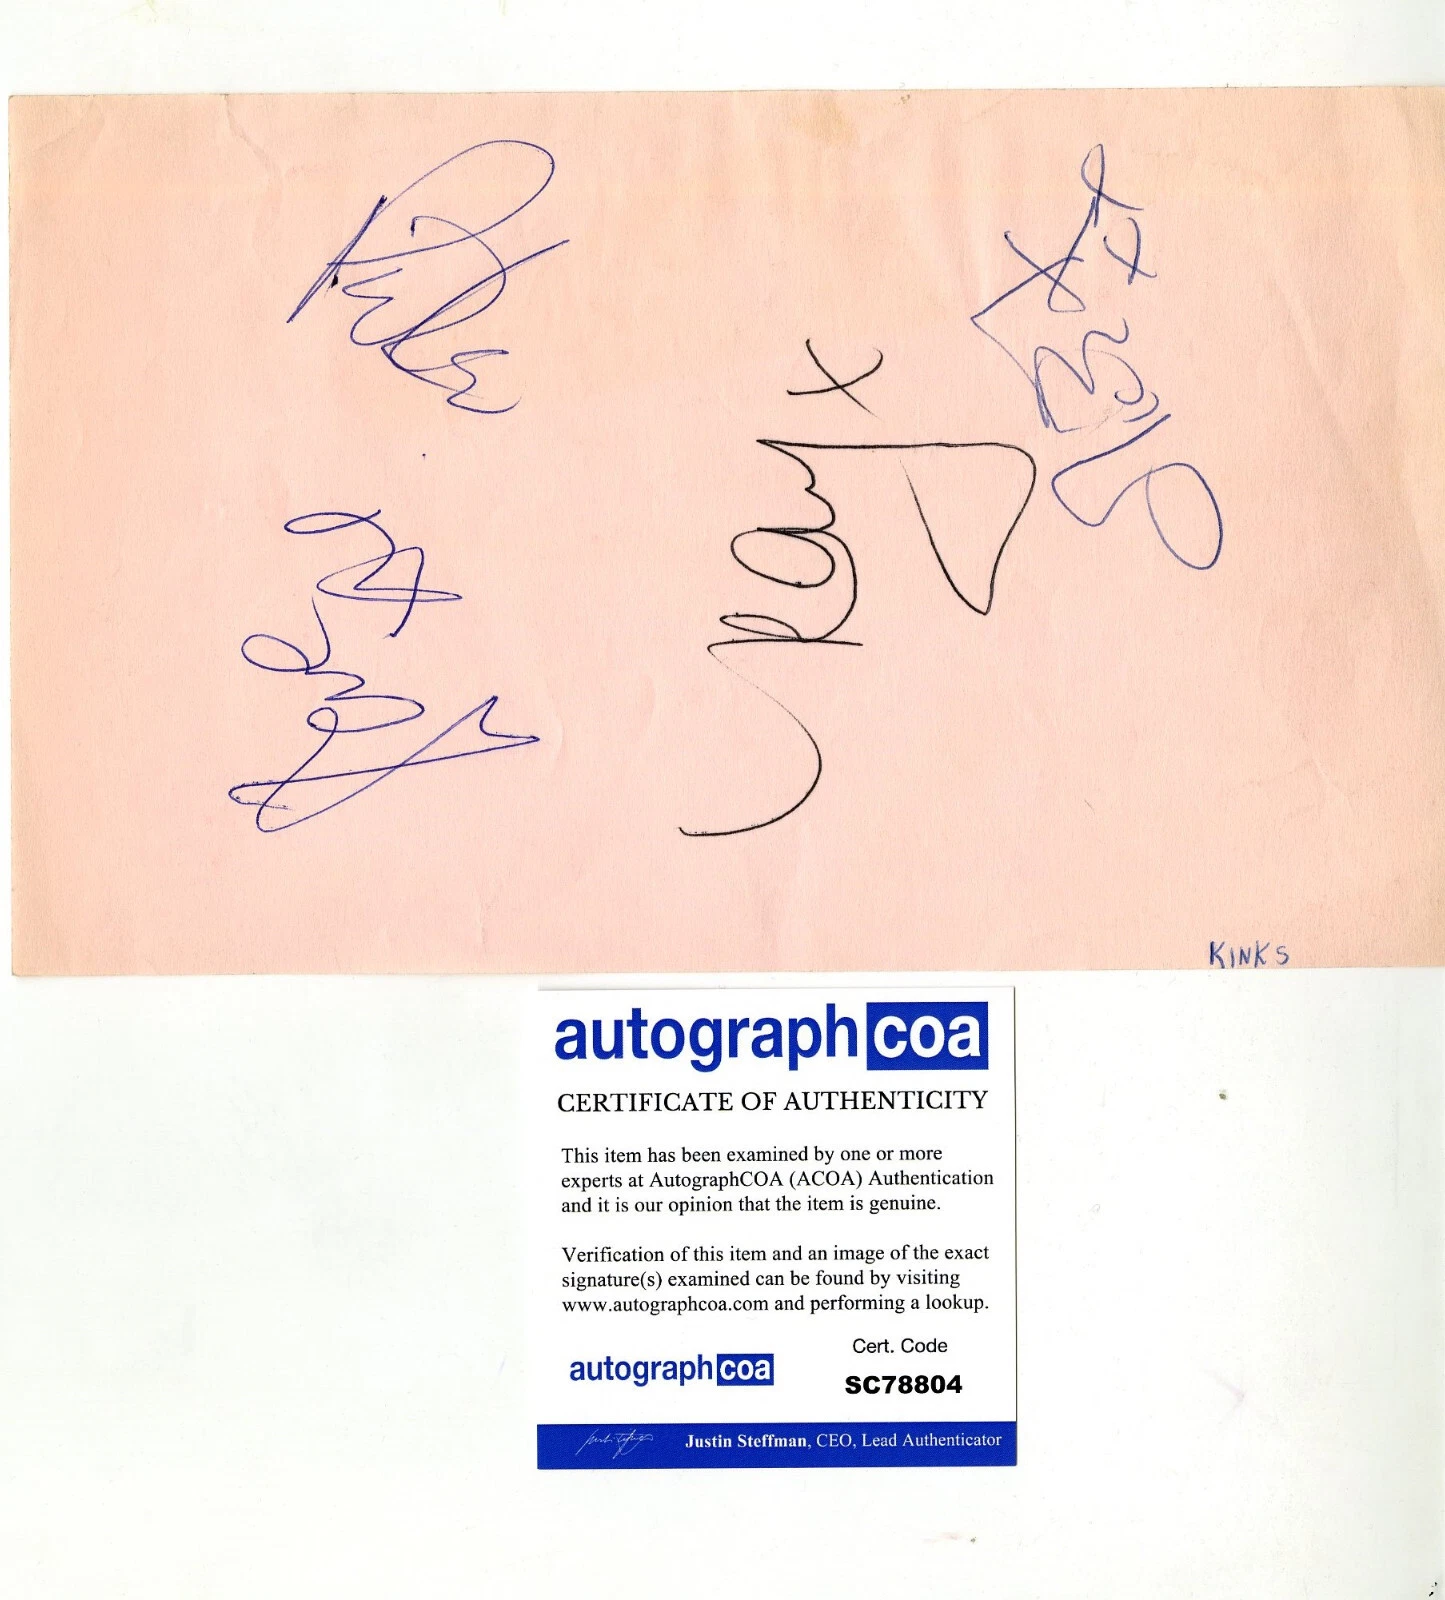 Peter
x
Ray
KINKS
autographcoa
CERTIFICATE OF AUTHENTICITY
This item has been examined by one or more
experts at AutographCOA (ACOA) Authentication
and it is our opinion that the item is genuine.
Verification of this item and an image of the exact
signature(s) examined can be found by visiting
www.autographcoa.com and performing a lookup.
Cert. Code
autographcoa
SC78804
Justin Steffman, CEO, Lead Authenticator